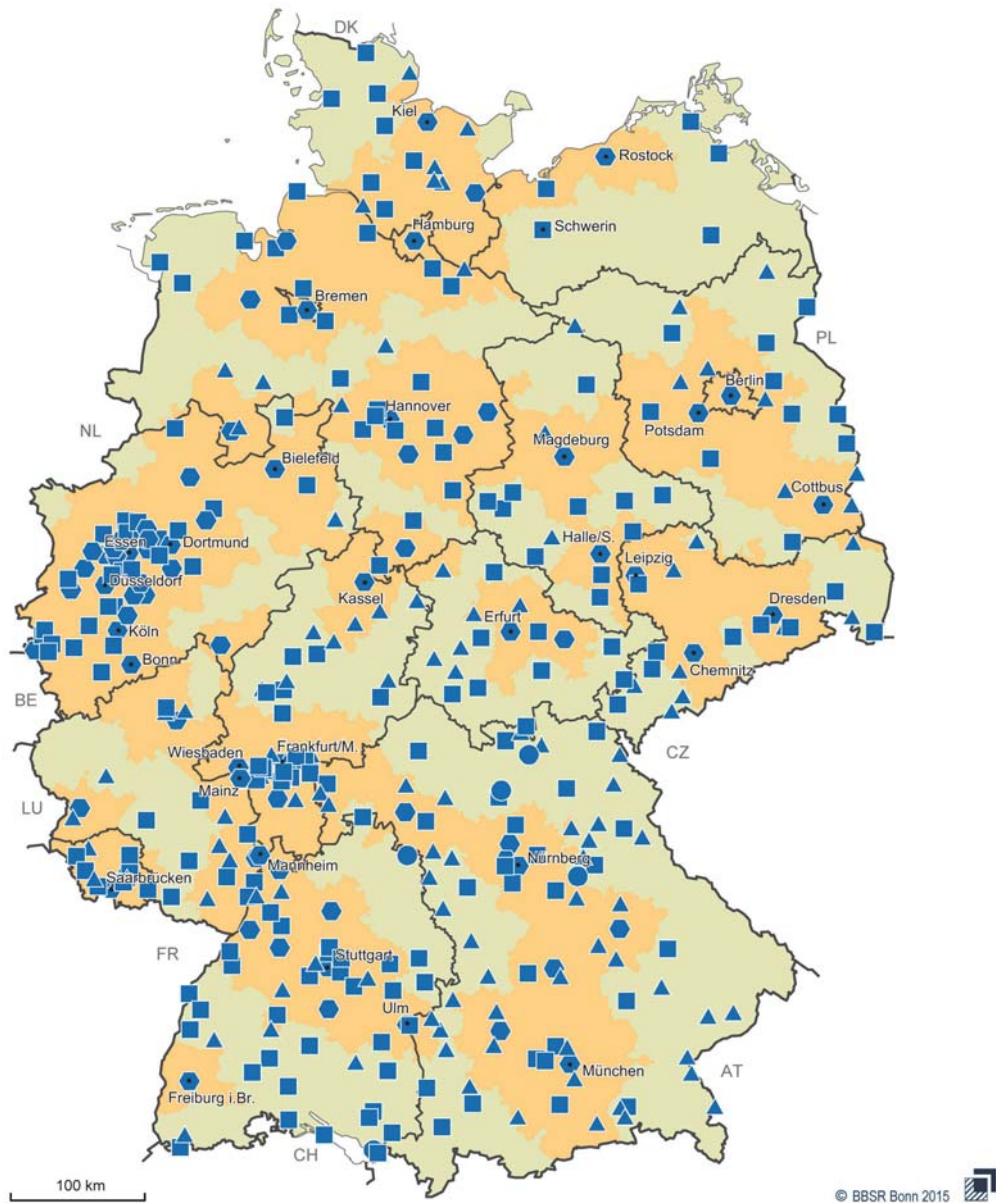 DK
Kiel
Rostock
Hamburg
Schwerin
Bremen
PL
Berlin
Hannover
NL
Potsdam
Magdeburg
Bielefeld
Cottbus
Essen
Dortmund
Halle/S.
Leipzig
Düsseldorf
Kassel
Dresden
Erfurt
Köln
Bonn
Chemnitz
BE
Wiesbaden
Frankfurt/M.
CZ
Mainz
LU
Mannheim
Nürnberg
Saarbrücken
FR
Stuttgart
Ulm
München
AT
Freiburg i.Br.
CH
100 km
© BBSR Bonn 2015